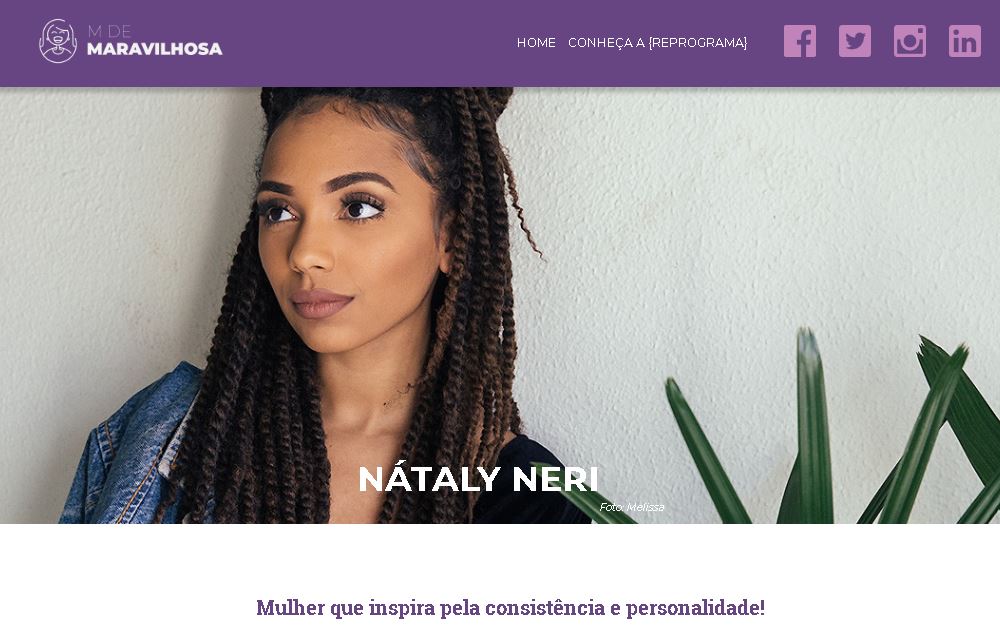 M DE
MARAVILHOSA
HOME CONHEÇA A {REPROGRAMA}
NÁTALY NERI
Foto: Melissa
Mulher que inspira pela consistência e personalidade!